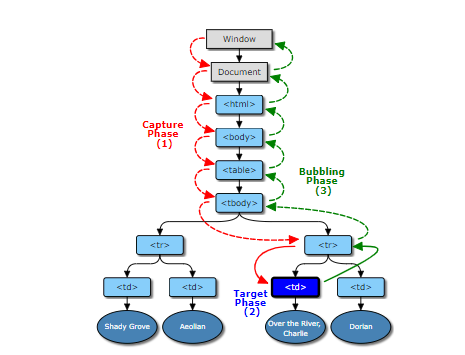 Window
Document
<html>
Capture
Phase
(1)
<body>
<table>
Bubbling
Phase
(3)
<tbody>
<tr>
<tr>
<td>
<td>
Target
Phase
(2)
<td>
<td>
Shady Grove
Aeolian
Over the River,
Charlie
Dorian